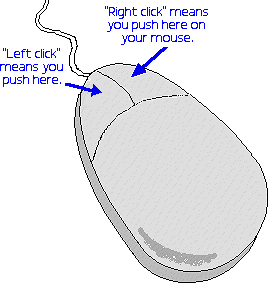 "Right click" means
you push here on
your mouse.
"Left click"
means you
push here.